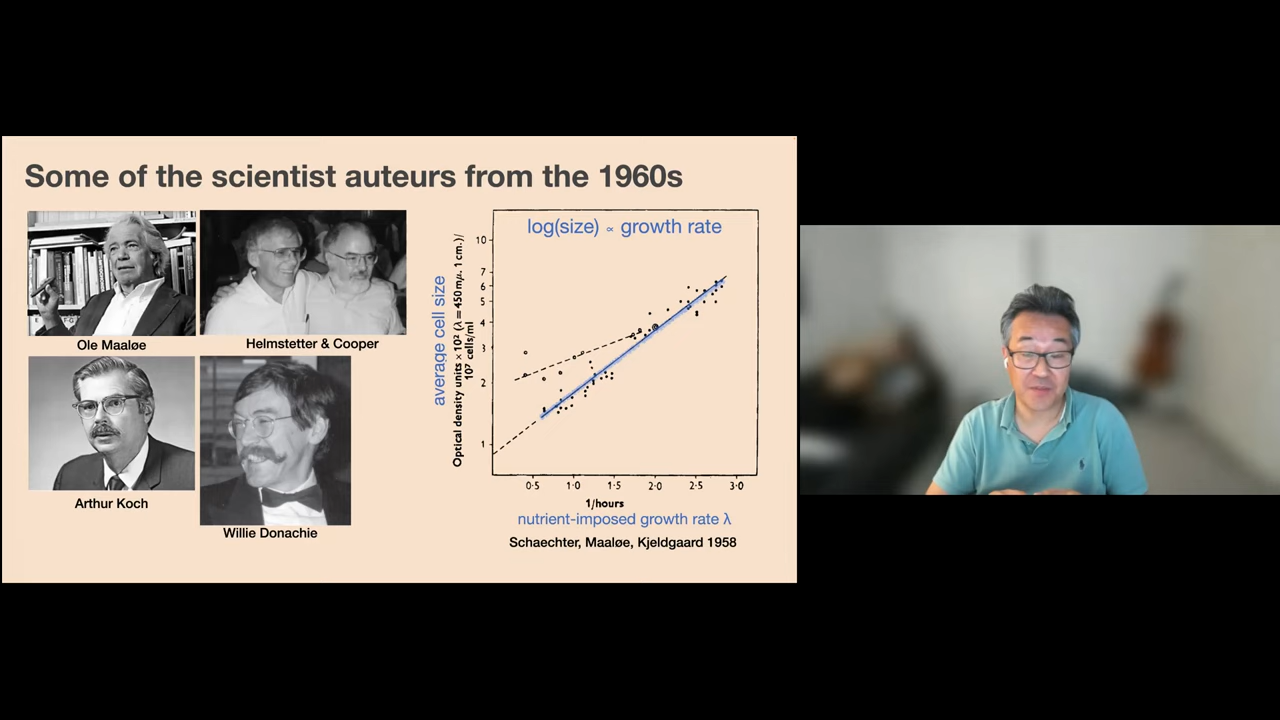 Some of the scientist auteurs from the 1960s
Ole Maaløe
Helmstetter & Cooper
Arthur Koch
Willie Donachie
log(size) ∝ growth rate
average cell size
Optical density units × 10² (λ = 450 mμ. 1 cm.)/
10⁷ cells/ml
10
7
6
5
4
3
2
1
0·5 1·0 1·5 2·0 2·5 3·0
1/hours
nutrient-imposed growth rate λ
Schaechter, Maaløe, Kjeldgaard 1958